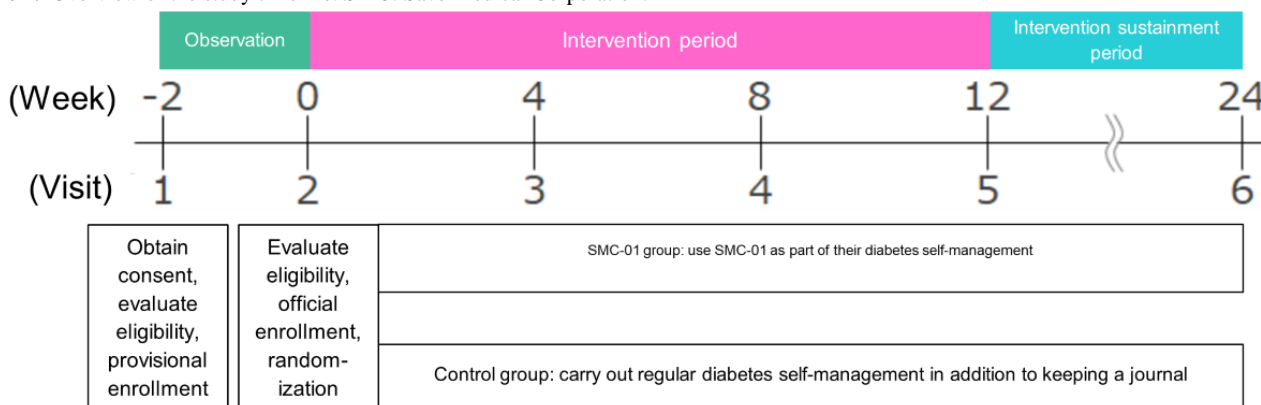 Observation
Intervention period
Intervention sustainment
period
(Week) -2 0 4 8 12 24
(Visit) 1 2 3 4 5 6
Obtain
consent,
evaluate
eligibility,
provisional
enrollment
Evaluate
eligibility,
official
enrollment,
random-
ization
SMC-01 group: use SMC-01 as part of their diabetes self-management
Control group: carry out regular diabetes self-management in addition to keeping a journal